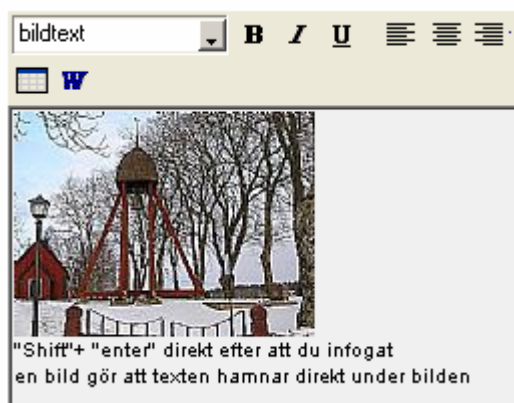 bildtext
B I U
W
"Shift"+ "enter" direkt efter att du infogat
en bild gör att texten hamnar direkt under bilden